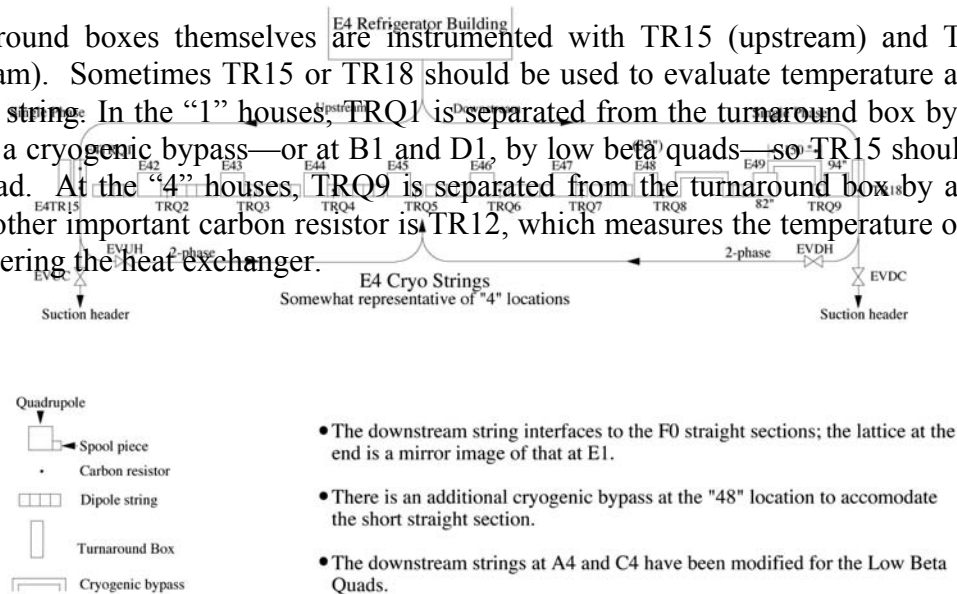 E4 Refrigerator Building
round boxes themselves are instrumented with TR15 (upstream) and T
am). Sometimes TR15 or TR18 should be used to evaluate temperature a
string. In the “1” houses, TRQ1 is separated from the turnaround box by
Single Phase Upstream Downstream Single Phase
a cryogenic bypass—or at B1 and D1, by low beta quads—so TR15 shoul
E42 E43 E44 E45 E46 E47 E48 E49 94"
ad. At the “4” houses, TRQ9 is separated from the turnaround box by a
E4TR15 TRQ2 TRQ3 TRQ4 TRQ5 TRQ6 TRQ7 TRQ8 82" TRQ9 TR18
other important carbon resistor is TR12, which measures the temperature o
EVUH 2-phase 2-phase EVDH
ering the heat exchanger.
EVUC E4 Cryo Strings EVDC
Somewhat representative of "4" locations
Suction header Suction header
Quadrupole
Spool piece
Carbon resistor
Dipole string
Turnaround Box
Cryogenic bypass
•The downstream string interfaces to the F0 straight sections; the lattice at the
end is a mirror image of that at E1.
•There is an additional cryogenic bypass at the "48" location to accomodate
the short straight section.
•The downstream strings at A4 and C4 have been modified for the Low Beta
Quads.